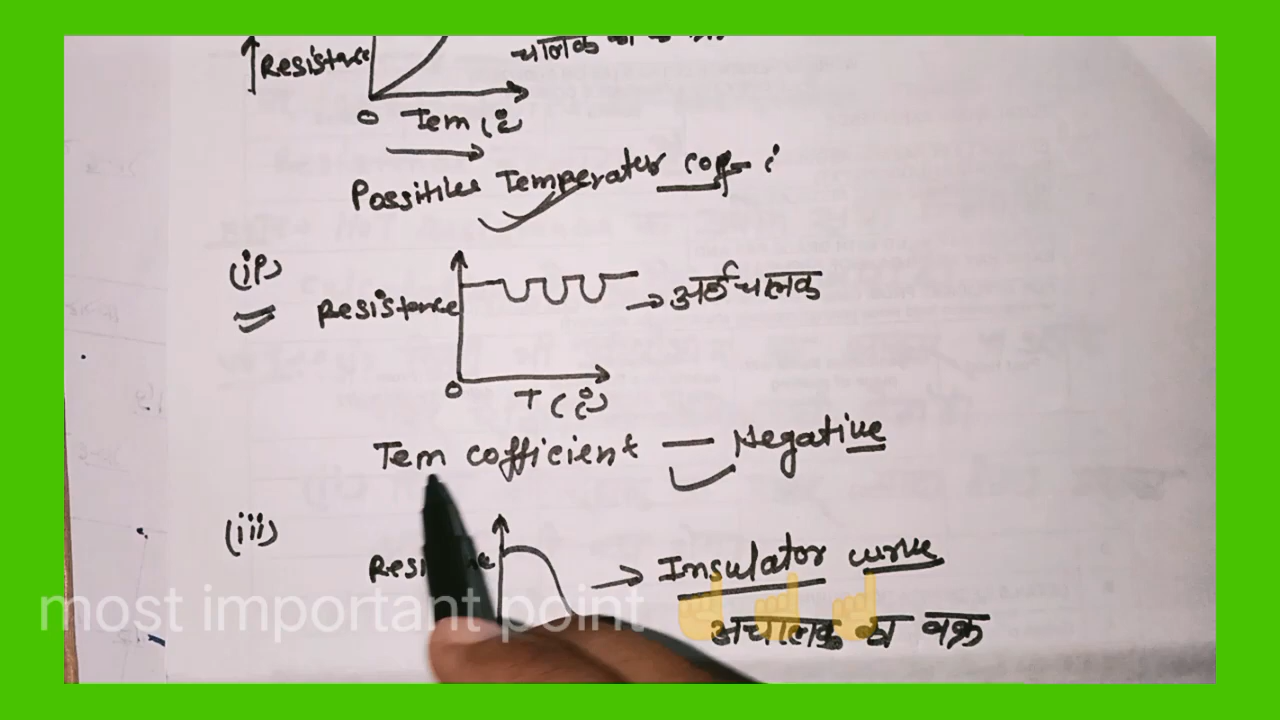 Resistance
0 Tem (°c)
Possitive Temperater
(ii)
Resistance
→ अर्द्धचालक
0 T (°c)
Tem cofficient — Negative
(iii)
→ Insulator curve
most important point
अचालक का वक्र